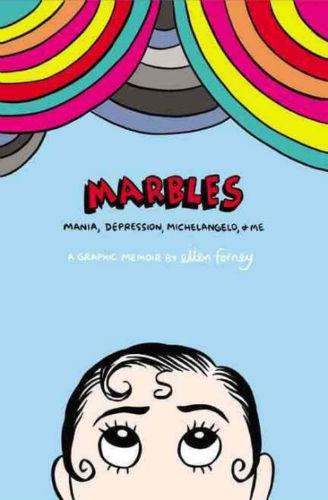 MARBLES
MANIA, DEPRESSION, MICHELANGELO, + ME
A GRAPHIC MEMOIR BY ellen forney